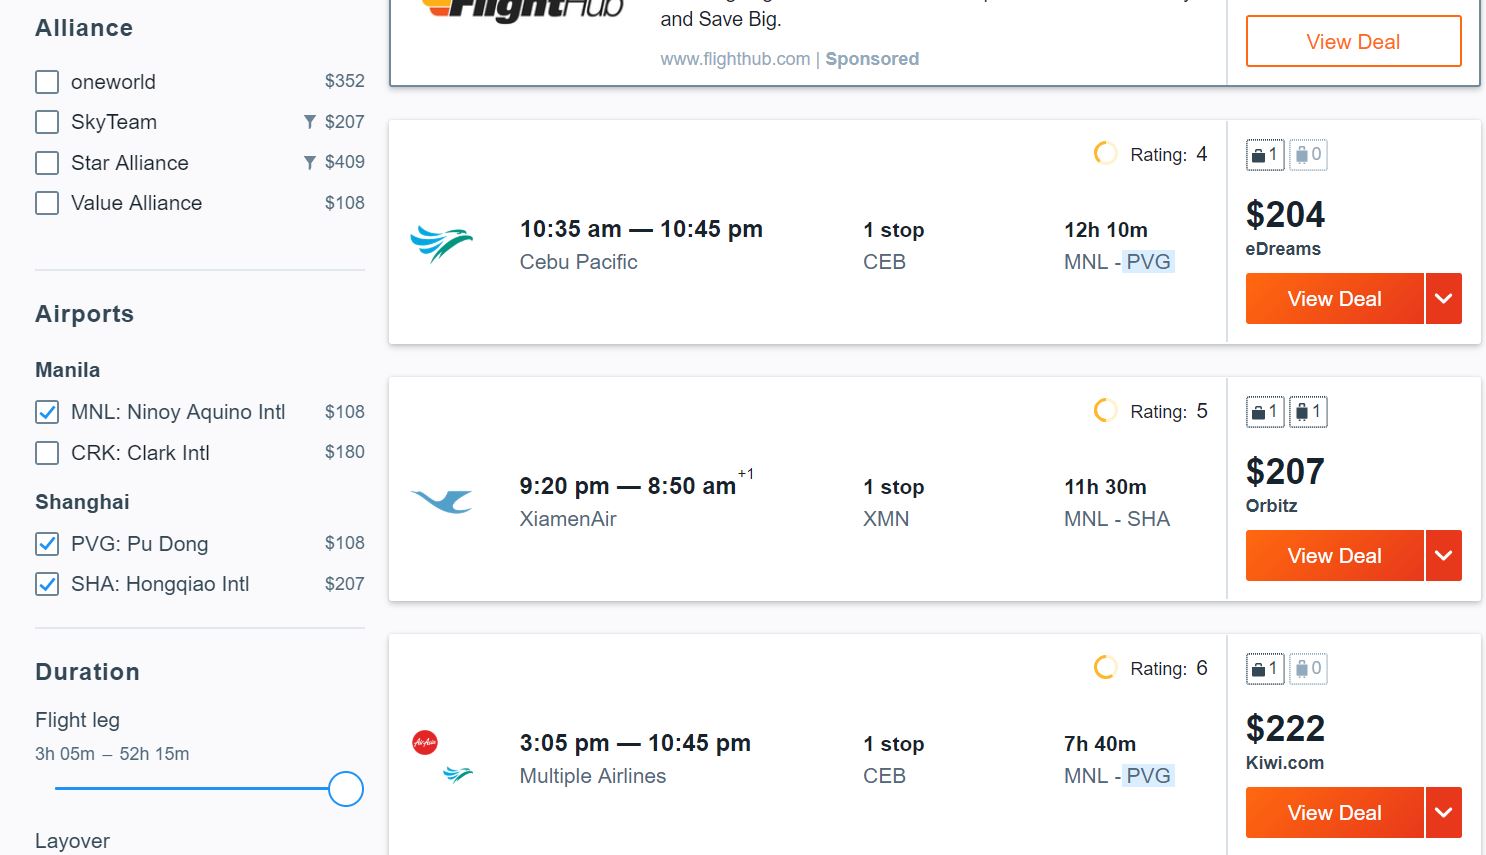 Alliance
oneworld $352
SkyTeam $207
Star Alliance $409
Value Alliance $108
Airports
Manila
MNL: Ninoy Aquino Intl $108
CRK: Clark Intl $180
Shanghai
PVG: Pu Dong $108
SHA: Hongqiao Intl $207
Duration
Flight leg
3h 05m – 52h 15m
Layover
FlightHub
and Save Big.
www.flighthub.com | Sponsored
View Deal
Rating: 4
10:35 am — 10:45 pm
Cebu Pacific
1 stop
CEB
12h 10m
MNL - PVG
1 0
$204
eDreams
View Deal
Rating: 5
9:20 pm — 8:50 am+1
XiamenAir
1 stop
XMN
11h 30m
MNL - SHA
1 1
$207
Orbitz
View Deal
Rating: 6
AirAsia
3:05 pm — 10:45 pm
Multiple Airlines
1 stop
CEB
7h 40m
MNL - PVG
1 0
$222
Kiwi.com
View Deal